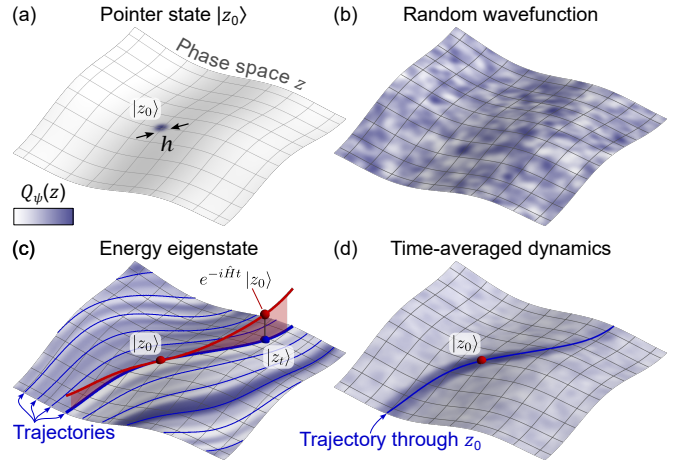 (a) Pointer state |z₀⟩
(b) Random wavefunction
Phase space z
|z₀⟩
h
Q_ψ(z)
(c) Energy eigenstate
(d) Time-averaged dynamics
e^{-iĤt} |z₀⟩
|z₀⟩
|z_t⟩
|z₀⟩
Trajectories
Trajectory through z₀